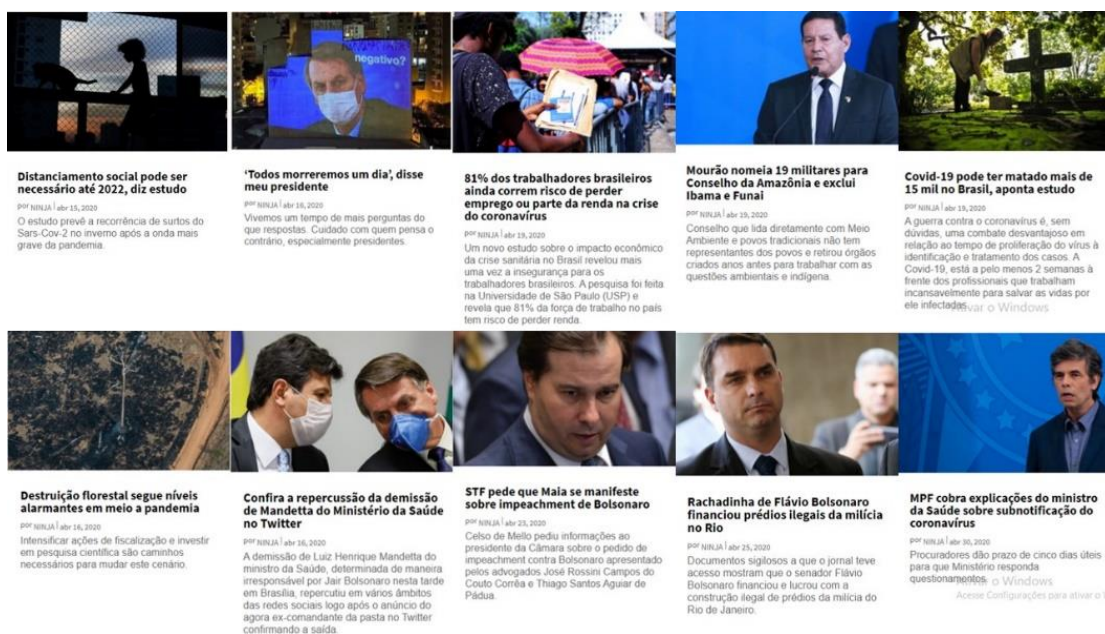 negativo?
Distanciamento social pode ser
necessário até 2022, diz estudo
por NINJA | abr 15, 2020
O estudo prevê a recorrência de surtos do
Sars-Cov-2 no inverno após a onda mais
grave da pandemia.
'Todos morreremos um dia', disse
meu presidente
por NINJA | abr 16, 2020
Vivemos um tempo de mais perguntas do
que respostas. Cuidado com quem pensa o
contrário, especialmente presidentes.
81% dos trabalhadores brasileiros
ainda correm risco de perder
emprego ou parte da renda na crise
do coronavírus
por NINJA | abr 19, 2020
Um novo estudo sobre o impacto econômico
da crise sanitária no Brasil revelou mais
uma vez a insegurança para os
trabalhadores brasileiros. A pesquisa foi feita
na Universidade de São Paulo (USP) e
revela que 81% da força de trabalho no país
tem risco de perder renda.
Mourão nomeia 19 militares para
Conselho da Amazônia e exclui
Ibama e Funai
por NINJA | abr 19, 2020
Conselho que lida diretamente com Meio
Ambiente e povos tradicionais não tem
representantes dos povos e retirou órgãos
criados anos antes para trabalhar com as
questões ambientais e indígena.
Covid-19 pode ter matado mais de
15 mil no Brasil, aponta estudo
por NINJA | abr 19, 2020
A guerra contra o coronavírus é, sem
dúvidas, uma combate desvantajoso em
relação ao tempo de proliferação do vírus à
identificação e tratamento dos casos. A
Covid-19, está a pelo menos 2 semanas à
frente dos profissionais que trabalham
incansavelmente para salvar as vidas por
ele infectadas.
Ativar o Windows
Destruição florestal segue níveis
alarmantes em meio a pandemia
por NINJA | abr 16, 2020
Intensificar ações de fiscalização e investir
em pesquisa científica são caminhos
necessários para mudar este cenário.
Confira a repercussão da demissão
de Mandetta do Ministério da Saúde
no Twitter
por NINJA | abr 16, 2020
A demissão de Luiz Henrique Mandetta do
ministro da Saúde, determinada de maneira
irresponsável por Jair Bolsonaro nesta tarde
em Brasília, repercutiu em vários âmbitos
das redes sociais logo após o anúncio do
agora ex-comandante da pasta no Twitter
confirmando a saída.
STF pede que Maia se manifeste
sobre impeachment de Bolsonaro
por NINJA | abr 23, 2020
Celso de Mello pediu informações ao
presidente da Câmara sobre o pedido de
impeachment contra Bolsonaro apresentado
pelos advogados José Rossini Campos do
Couto Corrêa e Thiago Santos Aguiar de
Pádua.
Rachadinha de Flávio Bolsonaro
financiou prédios ilegais da milícia
no Rio
por NINJA | abr 25, 2020
Documentos sigilosos a que o jornal teve
acesso mostram que o senador Flávio
Bolsonaro financiou e lucrou com a
construção ilegal de prédios da milícia do
Rio de Janeiro.
MPF cobra explicações do ministro
da Saúde sobre subnotificação do
coronavírus
por NINJA | abr 30, 2020
Procuradores dão prazo de cinco dias úteis
para que Ministério responda
questionamentos.
Ativar o Windows
Acesse Configurações para ativar o